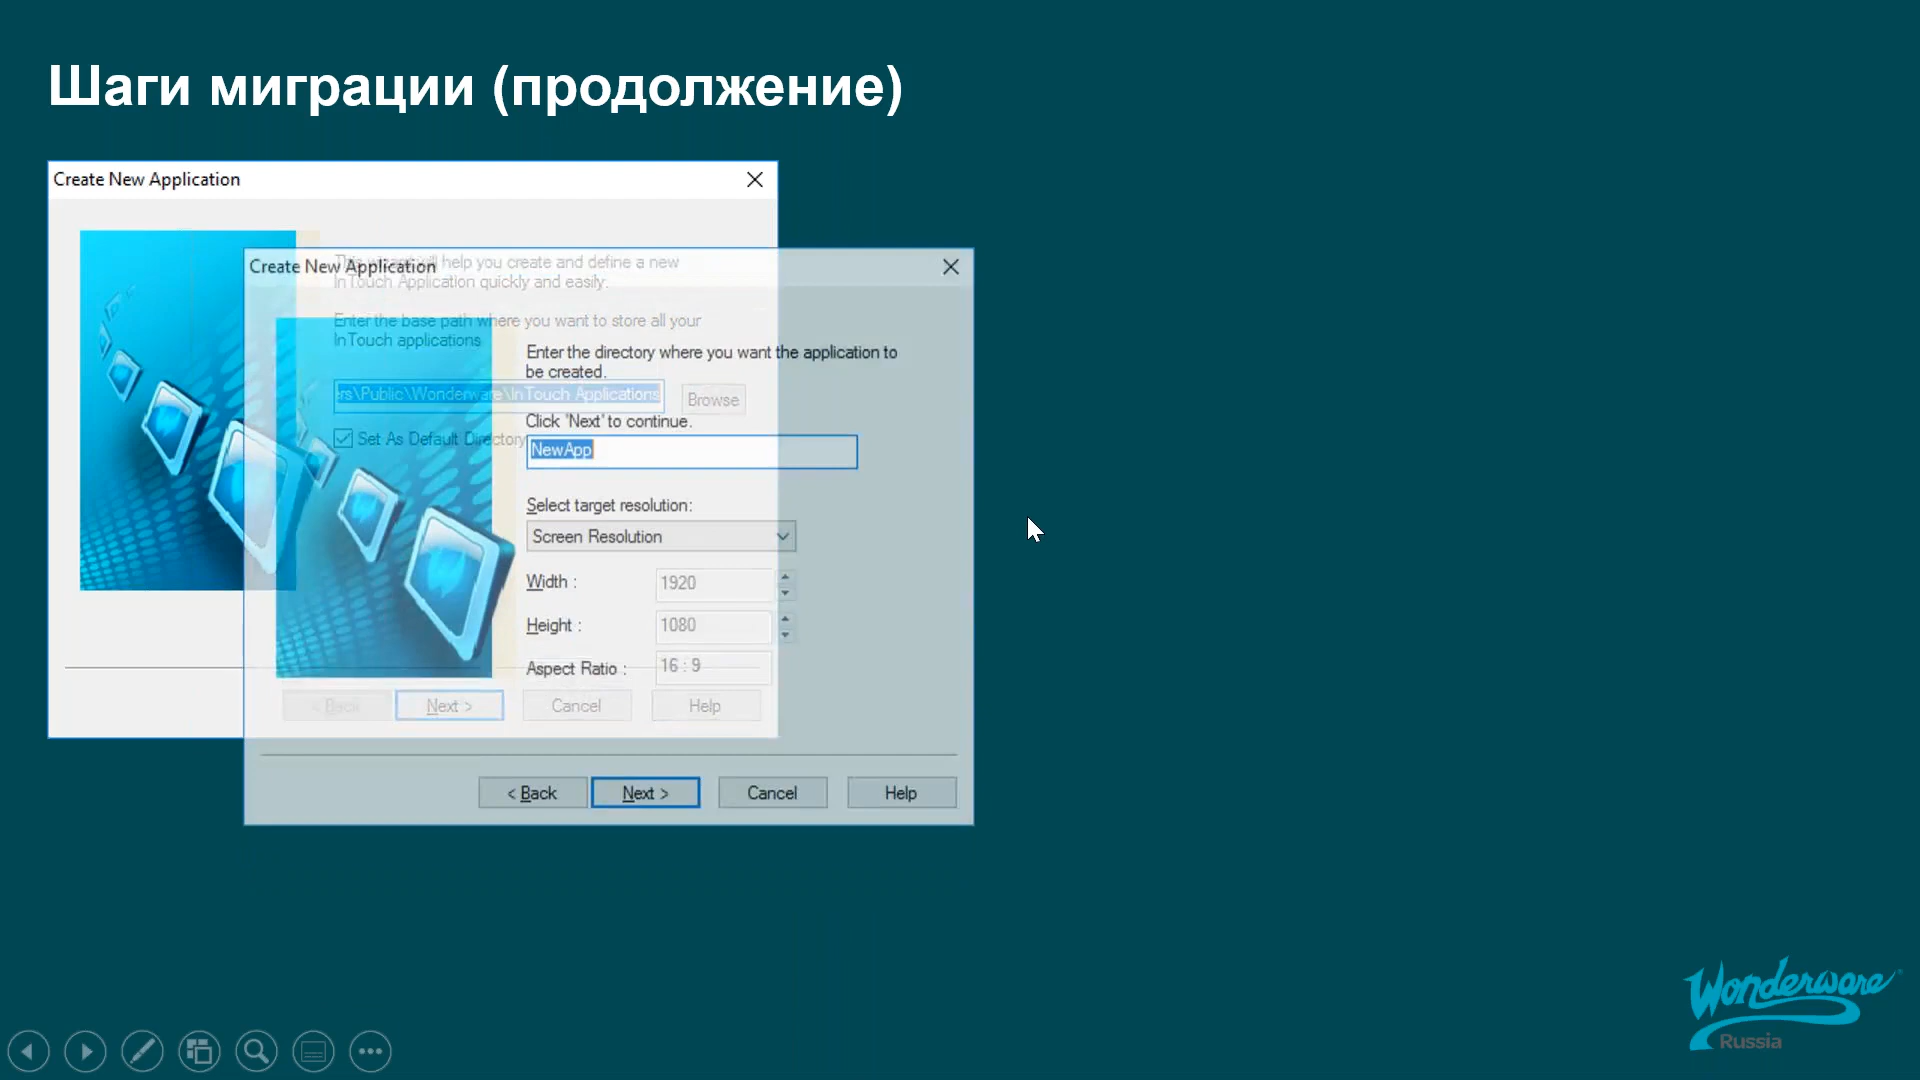 Шаги миграции (продолжение)
Create New Application
This wizard will help you create and define a new
InTouch Application quickly and easily.
Enter the base path where you want to store all your
InTouch applications
ers\Public\Wonderware\InTouch Applications
Browse
Set As Default Directory
< Back
Next >
Cancel
Help
Create New Application
Enter the directory where you want the application to
be created.
Click 'Next' to continue.
NewApp
Select target resolution:
Screen Resolution
Width : 1920
Height : 1080
Aspect Ratio : 16 : 9
< Back
Next >
Cancel
Help
Wonderware
Russia